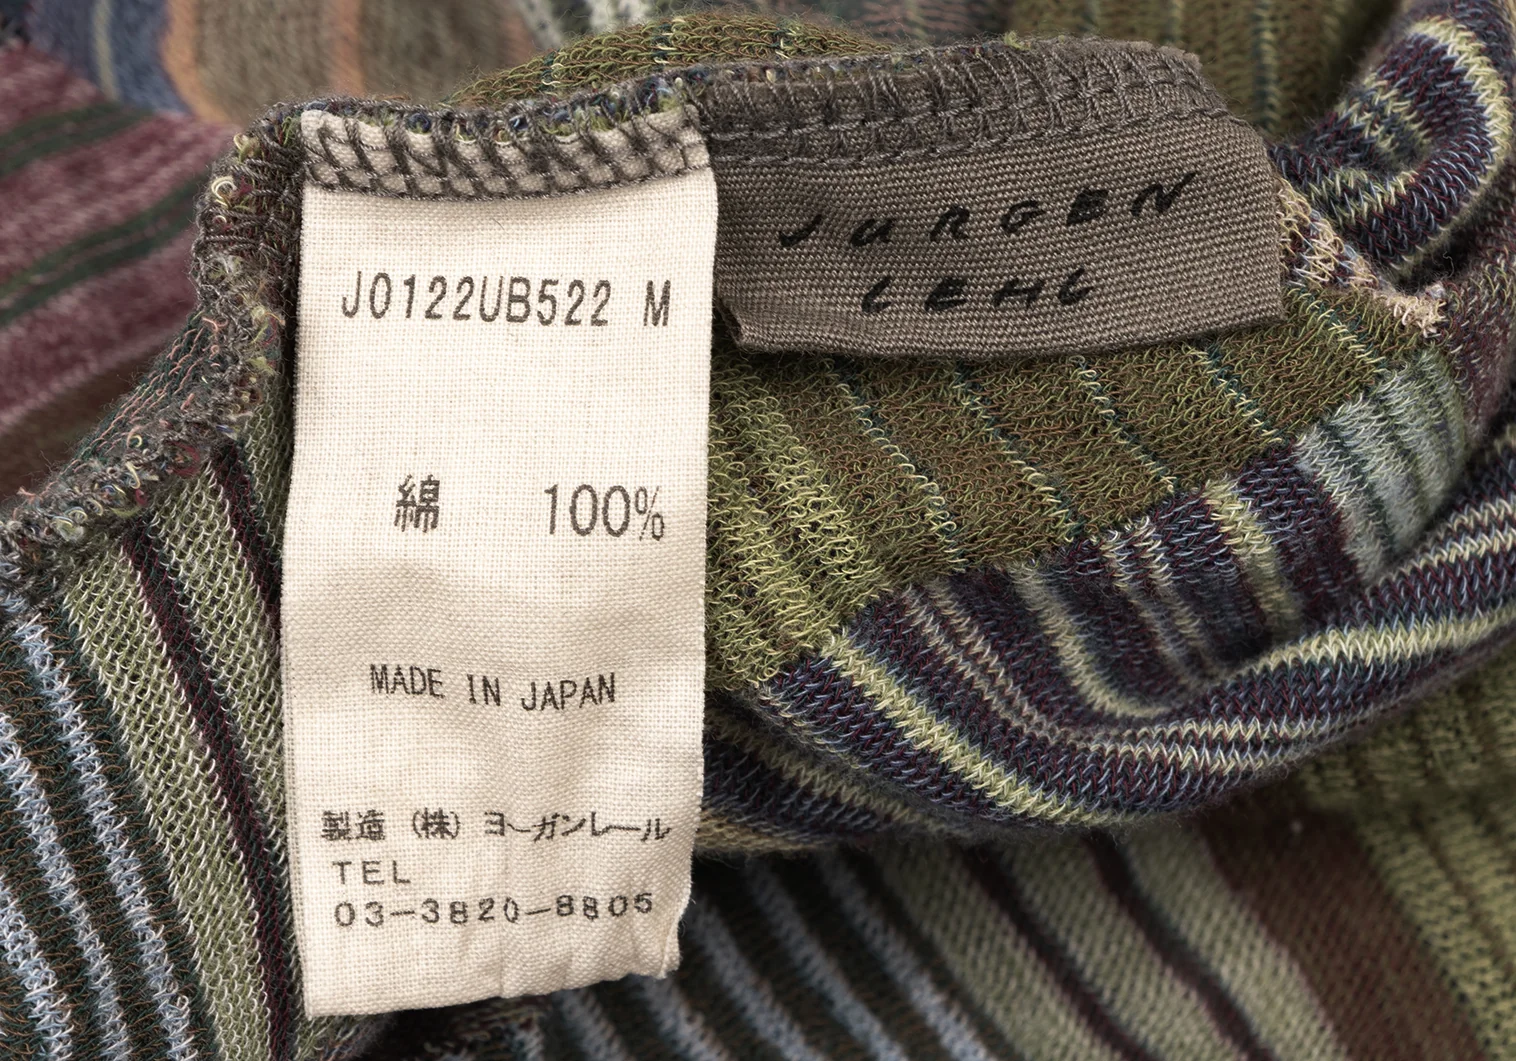 JURGEN
LEHL
J0122UB522 M
綿 100%
MADE IN JAPAN
製造 (株) ヨーガンレール
TEL
03-3820-8805